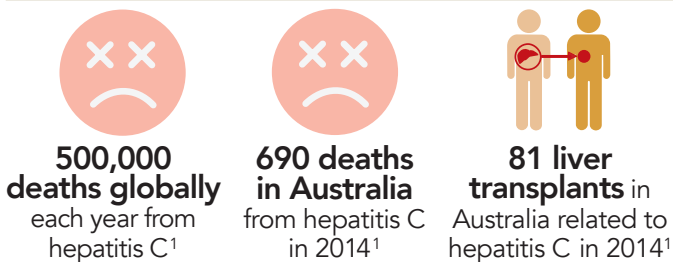 500,000
deaths globally
each year from
hepatitis C¹
690 deaths
in Australia
from hepatitis C
in 2014¹
81 liver
transplants in
Australia related to
hepatitis C in 2014¹